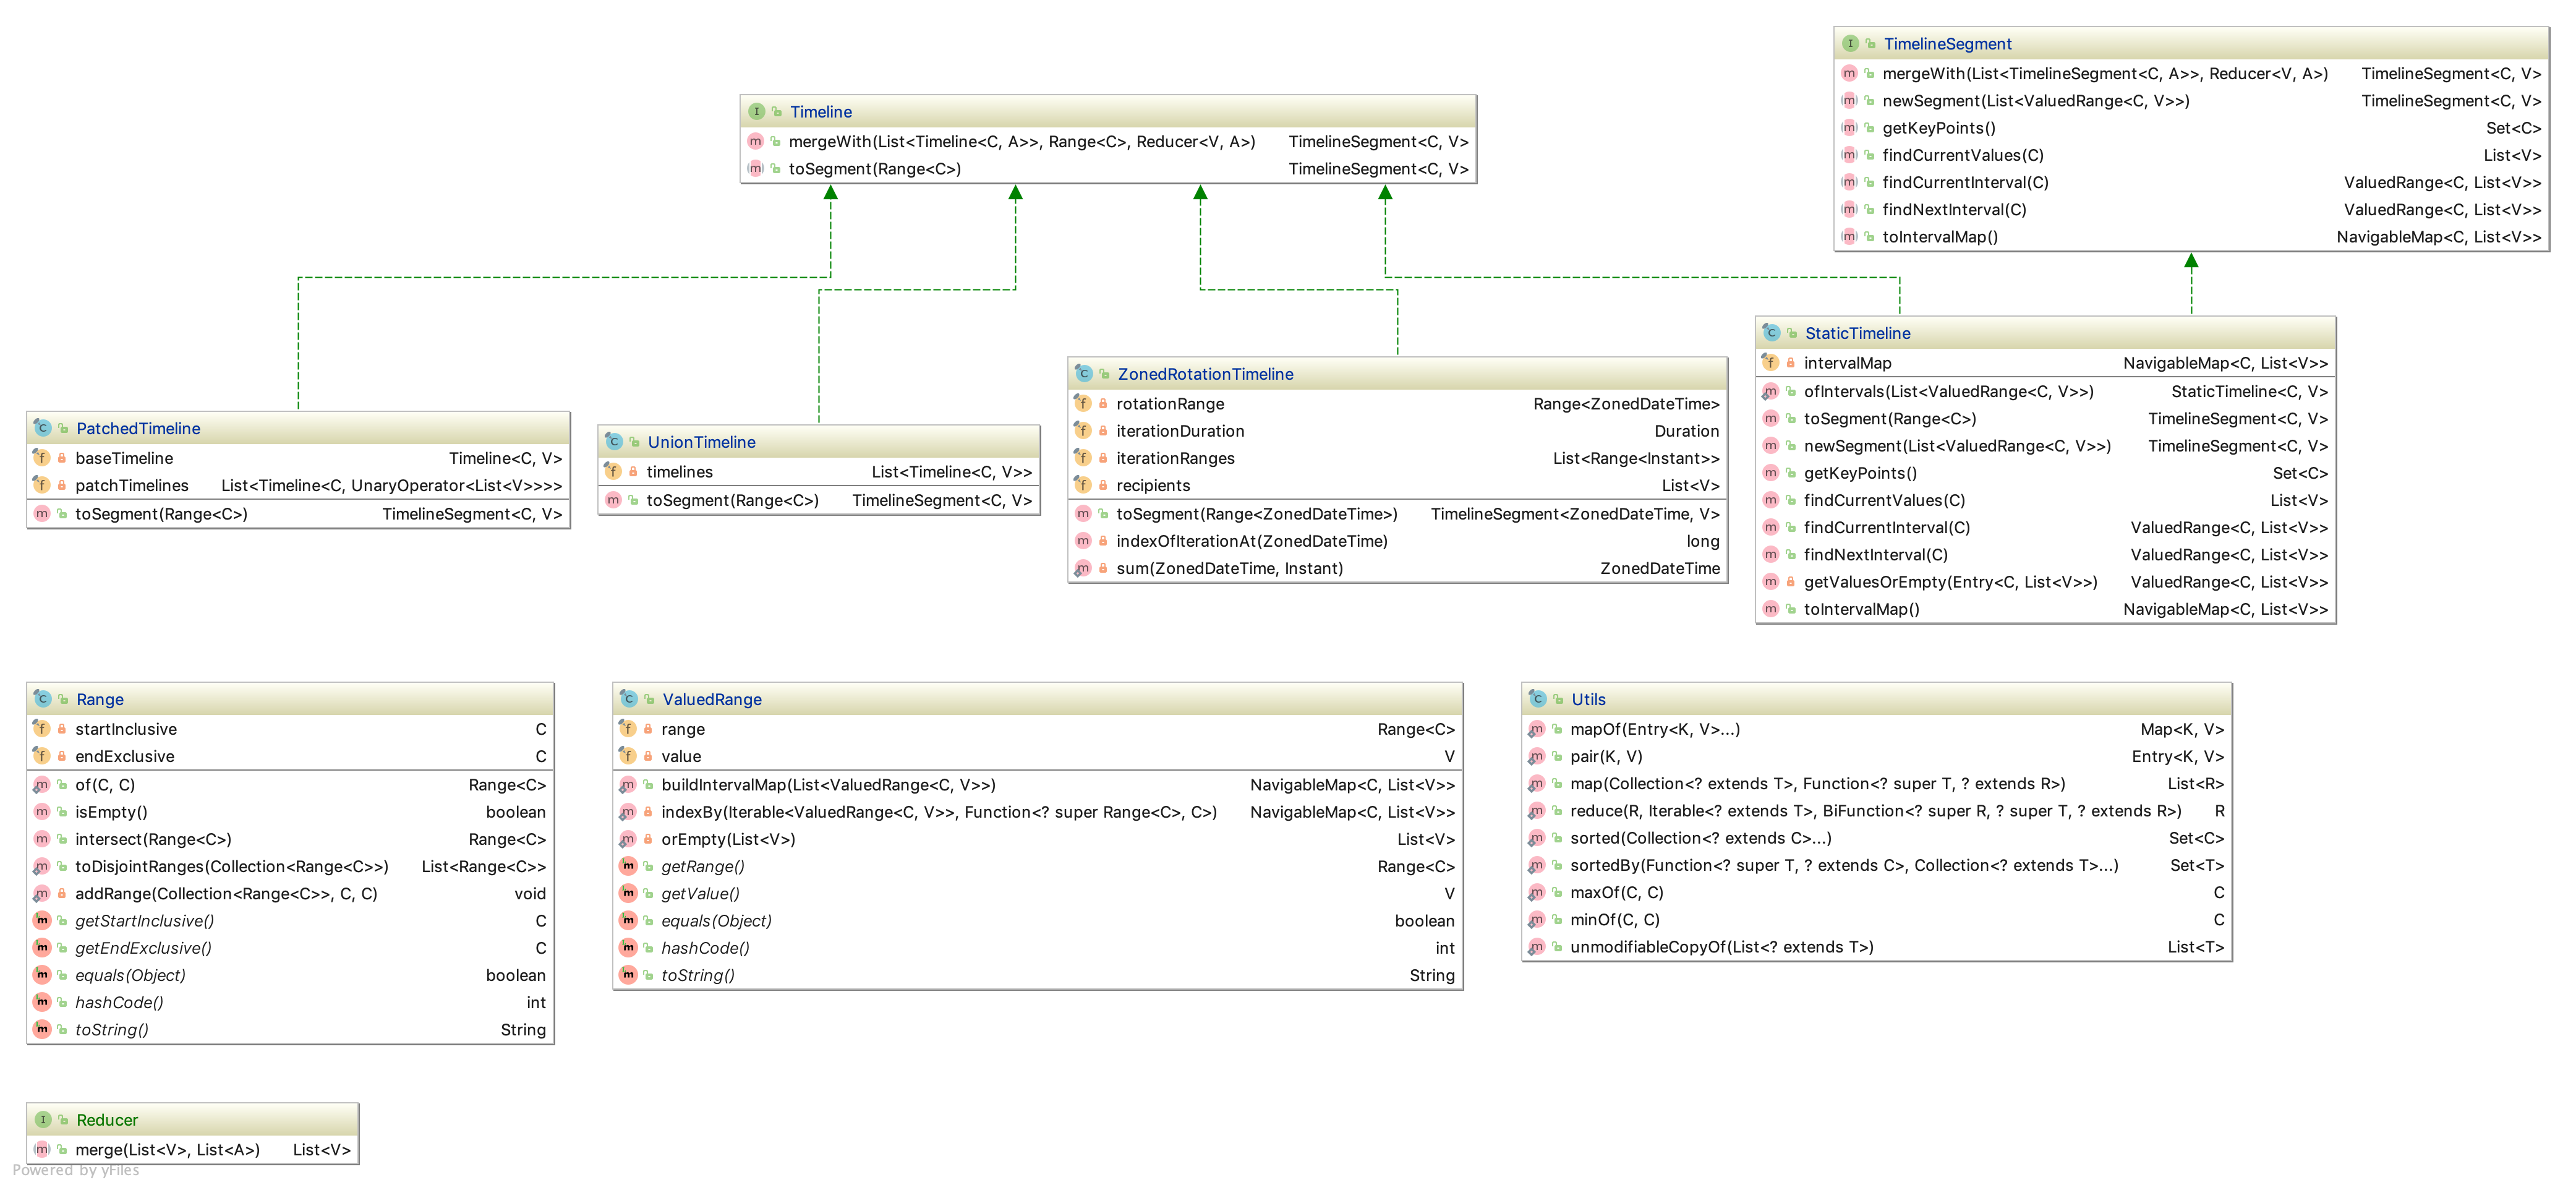 TimelineSegment
mergeWith(List<TimelineSegment<C, A>>, Reducer<V, A>) TimelineSegment<C, V>
newSegment(List<ValuedRange<C, V>>) TimelineSegment<C, V>
getKeyPoints() Set<C>
findCurrentValues(C) List<V>
findCurrentInterval(C) ValuedRange<C, List<V>>
findNextInterval(C) ValuedRange<C, List<V>>
toIntervalMap() NavigableMap<C, List<V>>
Timeline
mergeWith(List<Timeline<C, A>>, Range<C>, Reducer<V, A>) TimelineSegment<C, V>
toSegment(Range<C>) TimelineSegment<C, V>
PatchedTimeline
baseTimeline Timeline<C, V>
patchTimelines List<Timeline<C, UnaryOperator<List<V>>>>
toSegment(Range<C>) TimelineSegment<C, V>
UnionTimeline
timelines List<Timeline<C, V>>
toSegment(Range<C>) TimelineSegment<C, V>
ZonedRotationTimeline
rotationRange Range<ZonedDateTime>
iterationDuration Duration
iterationRanges List<Range<Instant>>
recipients List<V>
toSegment(Range<ZonedDateTime>) TimelineSegment<ZonedDateTime, V>
indexOfIterationAt(ZonedDateTime) long
sum(ZonedDateTime, Instant) ZonedDateTime
StaticTimeline
intervalMap NavigableMap<C, List<V>>
ofIntervals(List<ValuedRange<C, V>>) StaticTimeline<C, V>
toSegment(Range<C>) TimelineSegment<C, V>
newSegment(List<ValuedRange<C, V>>) TimelineSegment<C, V>
getKeyPoints() Set<C>
findCurrentValues(C) List<V>
findCurrentInterval(C) ValuedRange<C, List<V>>
findNextInterval(C) ValuedRange<C, List<V>>
getValuesOrEmpty(Entry<C, List<V>>) ValuedRange<C, List<V>>
toIntervalMap() NavigableMap<C, List<V>>
Range
startInclusive C
endExclusive C
of(C, C) Range<C>
isEmpty() boolean
intersect(Range<C>) Range<C>
toDisjointRanges(Collection<Range<C>>) List<Range<C>>
addRange(Collection<Range<C>>, C, C) void
getStartInclusive() C
getEndExclusive() C
equals(Object) boolean
hashCode() int
toString() String
ValuedRange
range Range<C>
value V
buildIntervalMap(List<ValuedRange<C, V>>) NavigableMap<C, List<V>>
indexBy(Iterable<ValuedRange<C, V>>, Function<? super Range<C>, C>) NavigableMap<C, List<V>>
orEmpty(List<V>) List<V>
getRange() Range<C>
getValue() V
equals(Object) boolean
hashCode() int
toString() String
Utils
mapOf(Entry<K, V>...) Map<K, V>
pair(K, V) Entry<K, V>
map(Collection<? extends T>, Function<? super T, ? extends R>) List<R>
reduce(R, Iterable<? extends T>, BiFunction<? super R, ? super T, ? extends R>) R
sorted(Collection<? extends C>...) Set<C>
sortedBy(Function<? super T, ? extends C>, Collection<? extends T>...) Set<T>
maxOf(C, C) C
minOf(C, C) C
unmodifiableCopyOf(List<? extends T>) List<T>
Reducer
merge(List<V>, List<A>) List<V>
Powered by yFiles